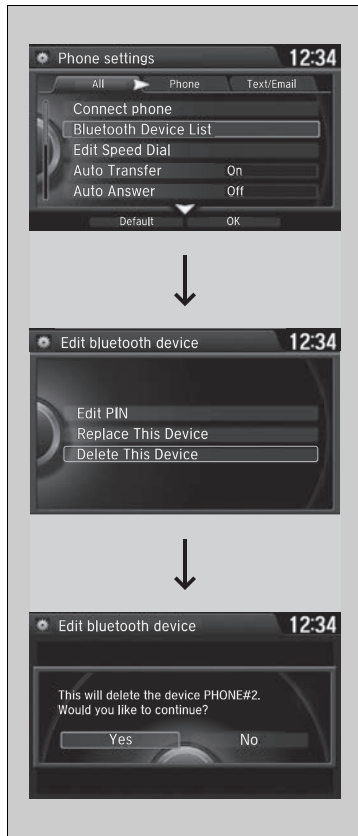 Phone settings 12:34
All Phone Text/Email
Connect phone
Bluetooth Device List
Edit Speed Dial
Auto Transfer On
Auto Answer Off
Default OK
Edit bluetooth device 12:34
Edit PIN
Replace This Device
Delete This Device
Edit bluetooth device 12:34
This will delete the device PHONE#2.
Would you like to continue?
Yes No